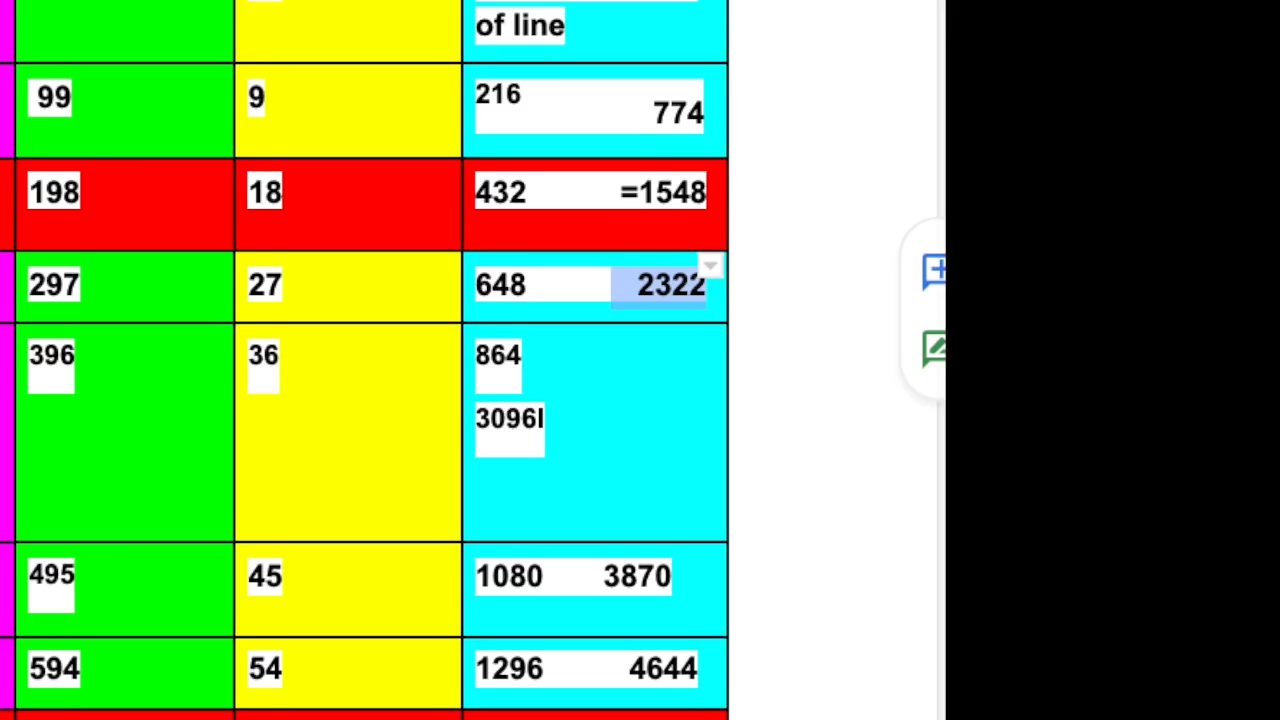 of line
99 9 216 774
198 18 432 =1548
297 27 648 2322
396 36 864
3096l
495 45 1080 3870
594 54 1296 4644